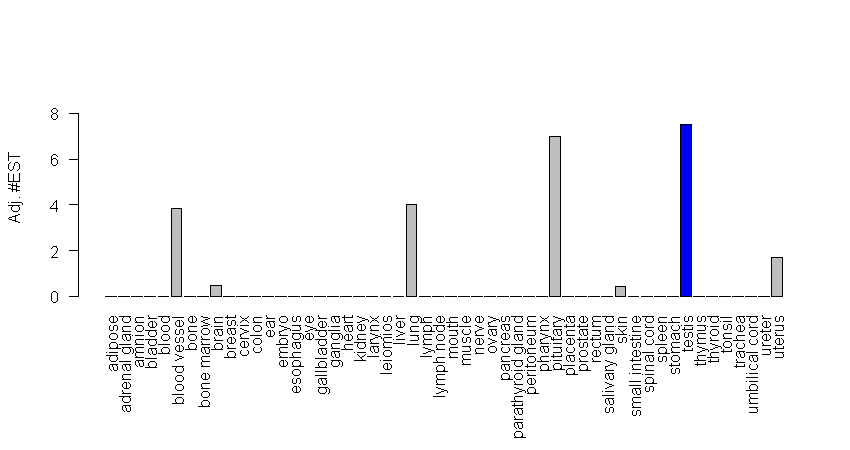 Adj. #EST
8
6
4
2
0
adipose
adrenal gland
amnion
bladder
blood
blood vessel
bone
bone marrow
brain
breast
cervix
colon
ear
embryo
esophagus
eye
gallbladder
ganglia
heart
kidney
larynx
leiomios
liver
lung
lymph
lymph node
mouth
muscle
nerve
ovary
pancreas
parathyroid gland
peritoneum
pharynx
pituitary
placenta
prostate
rectum
salivary gland
skin
small intestine
spinal cord
spleen
stomach
testis
thymus
thyroid
tonsil
trachea
umbilical cord
ureter
uterus